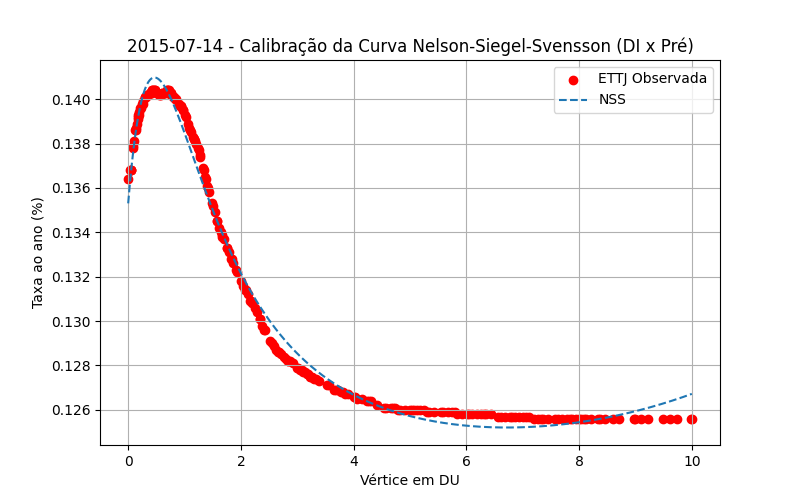 2015-07-14 - Calibração da Curva Nelson-Siegel-Svensson (DI x Pré)
ETTJ Observada
NSS
Taxa ao ano (%)
0.140
0.138
0.136
0.134
0.132
0.130
0.128
0.126
0 2 4 6 8 10
Vértice em DU